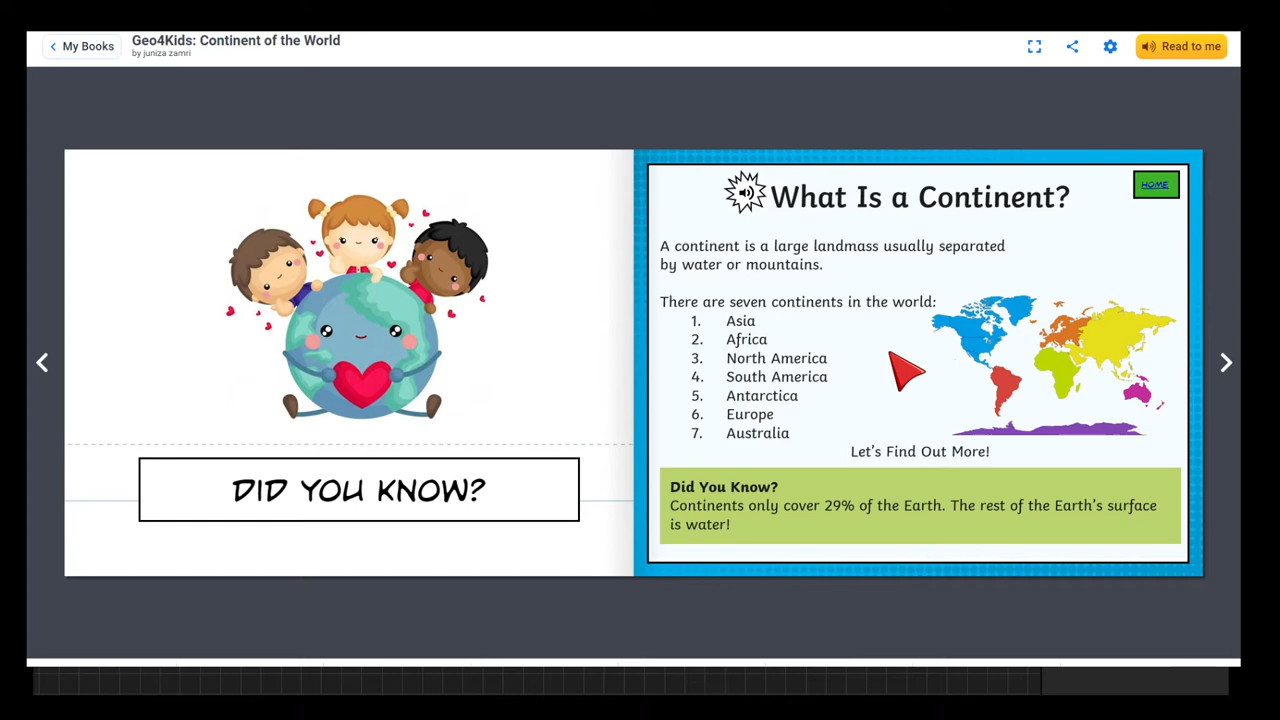 My Books
Geo4Kids: Continent of the World
by juniza zamri
Read to me
DID YOU KNOW?
What Is a Continent?
HOME
A continent is a large landmass usually separated
by water or mountains.
There are seven continents in the world:
1. Asia
2. Africa
3. North America
4. South America
5. Antarctica
6. Europe
7. Australia
Let's Find Out More!
Did You Know?
Continents only cover 29% of the Earth. The rest of the Earth's surface
is water!